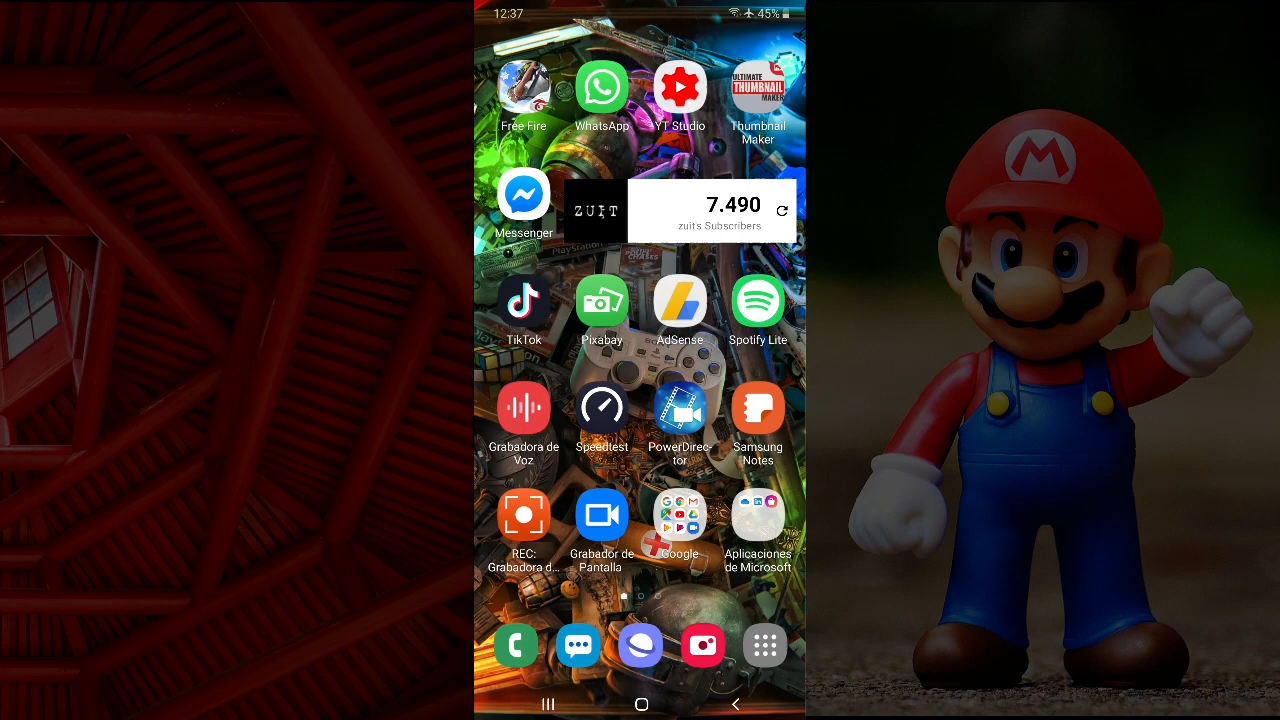 12:37
45%
ULTIMATE
THUMBNAIL
MAKER
Free Fire
WhatsApp
YT Studio
Thumbnail
Maker
Messenger
ZUIT
7.490
zuit's Subscribers
PlayStation
TikTok
Pixabay
AdSense
Spotify Lite
Grabadora de
Voz
Speedtest
PowerDirec-
tor
Samsung
Notes
REC:
Grabadora d...
Grabador de
Pantalla
Google
Aplicaciones
de Microsoft
M